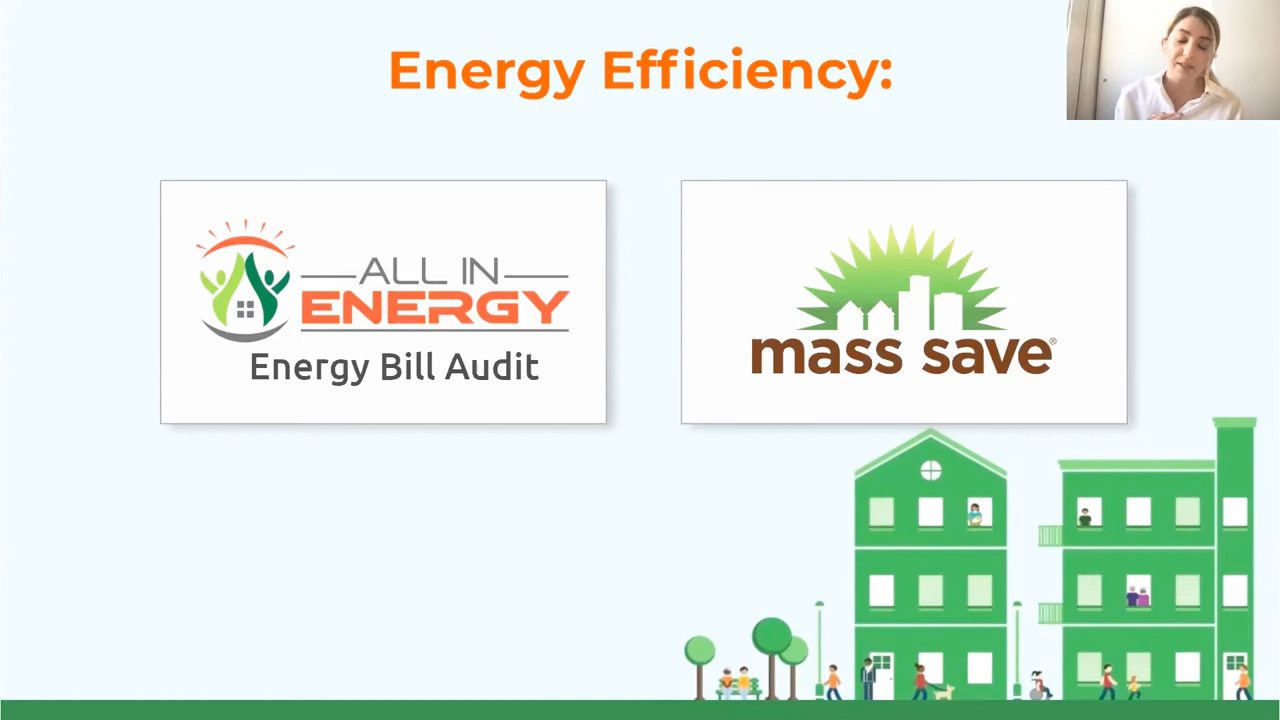 Energy Efficiency:
ALL IN
ENERGY
Energy Bill Audit
mass save®